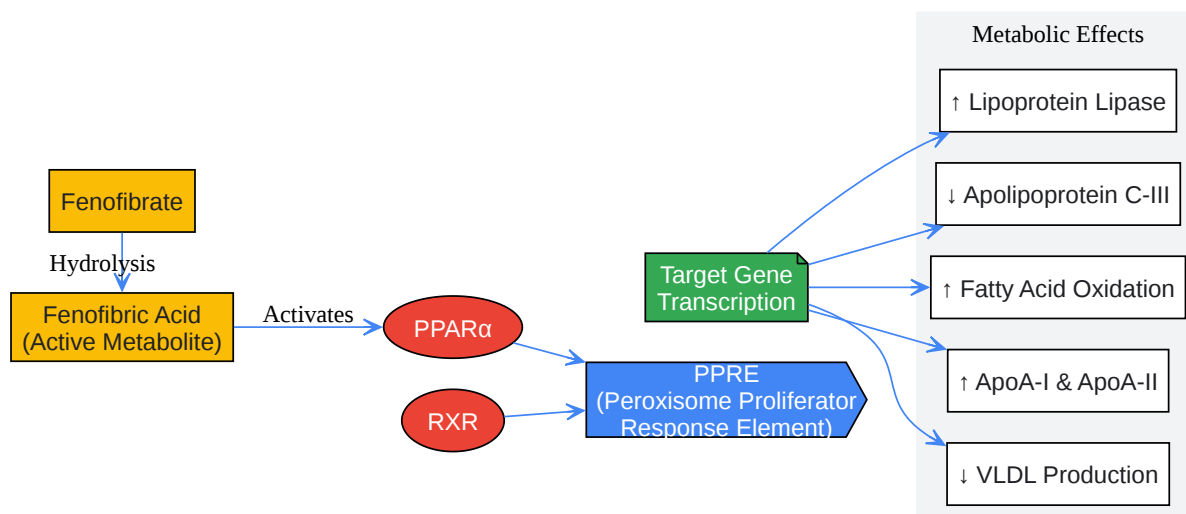 Metabolic Effects
↑ Lipoprotein Lipase
Fenofibrate
↓ Apolipoprotein C-III
Hydrolysis
Target Gene
Transcription
↑ Fatty Acid Oxidation
Fenofibric Acid
(Active Metabolite)
Activates
PPARα
PPRE
(Peroxisome Proliferator
Response Element)
↑ ApoA-I & ApoA-II
RXR
↓ VLDL Production